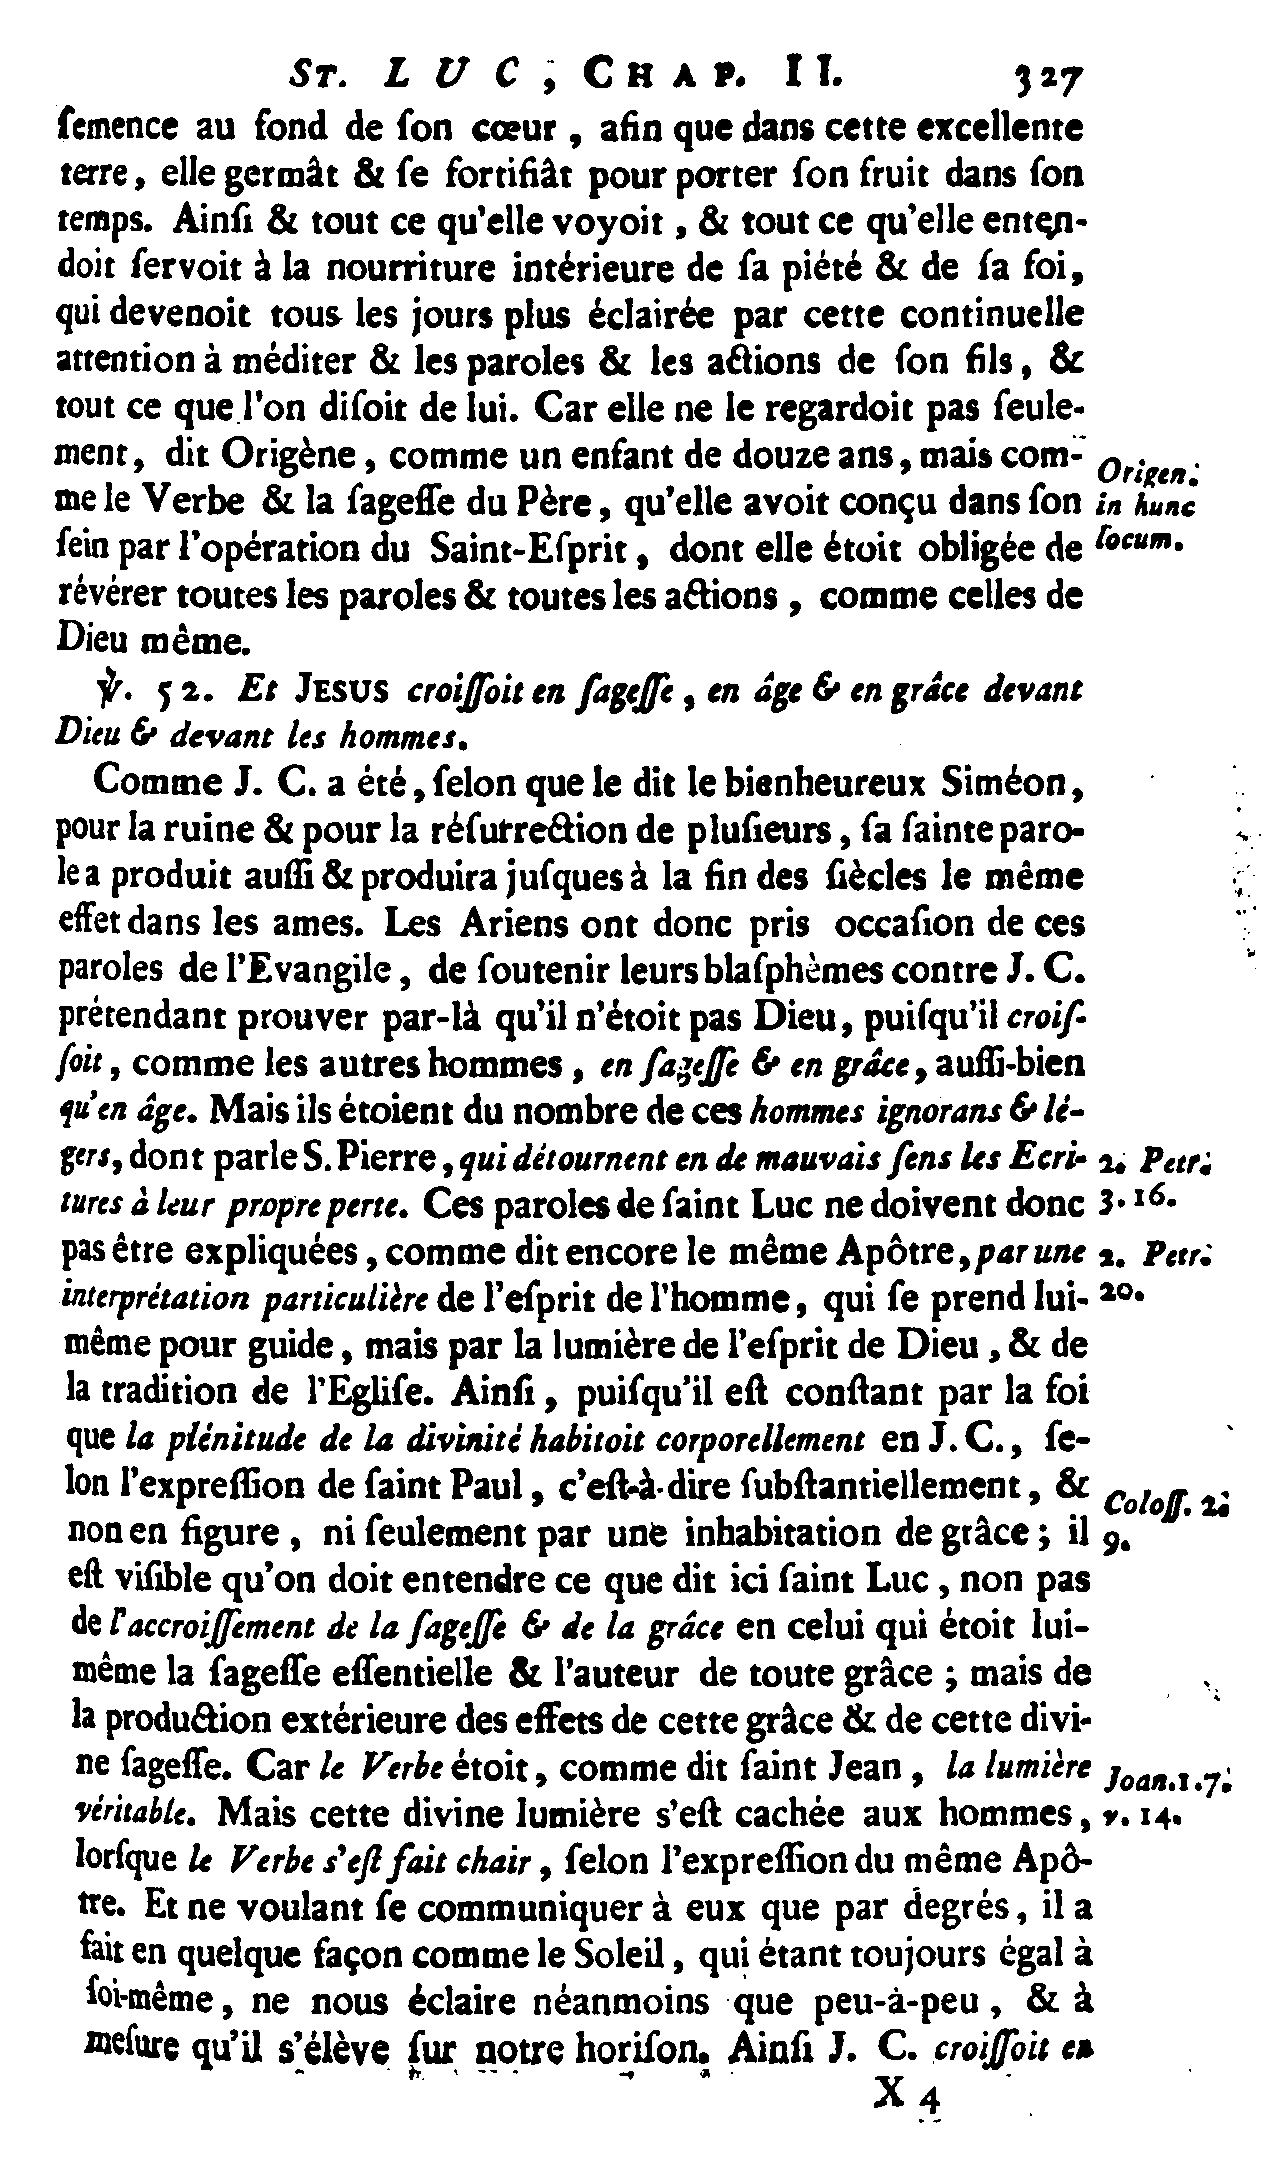 ST. LUC, CHAP. II. 327
ſemence au fond de ſon cœur, afin que dans cette excellente
terre, elle germât & ſe fortifiât pour porter ſon fruit dans ſon
temps. Ainſi & tout ce qu'elle voyoit, & tout ce qu'elle enten-
doit ſervoit à la nourriture intérieure de ſa piété & de ſa foi,
qui devenoit tous les jours plus éclairée par cette continuelle
attention à méditer & les paroles & les actions de ſon fils, &
tout ce que l'on diſoit de lui. Car elle ne le regardoit pas ſeule-
ment, dit Origène, comme un enfant de douze ans, mais com-
me le Verbe & la ſageſſe du Père, qu'elle avoit conçu dans ſon
ſein par l'opération du Saint-Eſprit, dont elle étoit obligée de
révérer toutes les paroles & toutes les actions, comme celles de
Dieu même.
Origen.
in hunc
locum.
℣. 52. Et JESUS croiſſoit en ſageſſe, en âge & en grâce devant
Dieu & devant les hommes.
Comme J. C. a été, ſelon que le dit le bienheureux Siméon,
pour la ruine & pour la réſurrection de pluſieurs, ſa ſainte paro-
le a produit auſſi & produira juſques à la fin des ſiècles le même
effet dans les ames. Les Ariens ont donc pris occaſion de ces
paroles de l'Evangile, de ſoutenir leurs blaſphèmes contre J. C.
prétendant prouver par-là qu'il n'étoit pas Dieu, puiſqu'il croiſ-
ſoit, comme les autres hommes, en ſageſſe & en grâce, auſſi-bien
qu'en âge. Mais ils étoient du nombre de ces hommes ignorans & lé-
gers, dont parle S. Pierre, qui détournent en de mauvais ſens les Ecri-
tures à leur propre perte. Ces paroles de ſaint Luc ne doivent donc
pas être expliquées, comme dit encore le même Apôtre, par une
interprétation particulière de l'eſprit de l'homme, qui ſe prend lui-
même pour guide, mais par la lumière de l'eſprit de Dieu, & de
la tradition de l'Egliſe. Ainſi, puiſqu'il eſt conſtant par la foi
que la plénitude de la divinité habitoit corporellement en J. C., ſe-
lon l'expreſſion de ſaint Paul, c'eſt-à-dire ſubſtantiellement, &
non en figure, ni ſeulement par une inhabitation de grâce; il
eſt viſible qu'on doit entendre ce que dit ici ſaint Luc, non pas
de l'accroiſſement de la ſageſſe & de la grâce en celui qui étoit lui-
même la ſageſſe eſſentielle & l'auteur de toute grâce; mais de
la production extérieure des effets de cette grâce & de cette divi-
ne ſageſſe. Car le Verbe étoit, comme dit ſaint Jean, la lumière
véritable. Mais cette divine lumière s'eſt cachée aux hommes,
lorſque le Verbe s'eſt fait chair, ſelon l'expreſſion du même Apô-
tre. Et ne voulant ſe communiquer à eux que par degrés, il a
fait en quelque façon comme le Soleil, qui étant toujours égal à
ſoi-même, ne nous éclaire néanmoins que peu-à-peu, & à
meſure qu'il s'élève ſur notre horiſon. Ainſi J. C. croiſſoit en
2. Petr.
3. 16.
2. Petr.
20.
Coloſſ. 2.
9.
Joan. 1. 7.
v. 14.
X 4